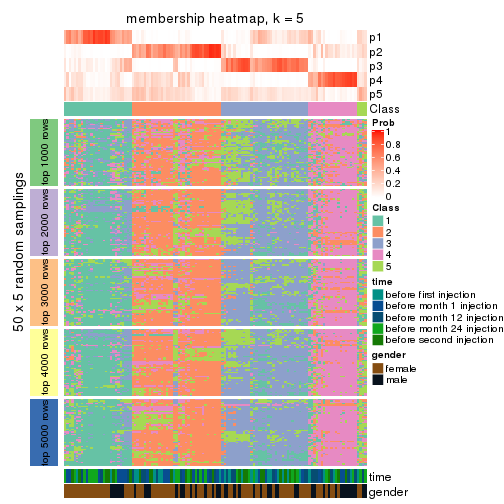 membership heatmap, k = 5
p1
p2
p3
p4
p5
Class
50 x 5 random samplings
top 1000 rows
top 2000 rows
top 3000 rows
top 4000 rows
top 5000 rows
Prob
1
0.8
0.6
0.4
0.2
0
Class
1
2
3
4
5
time
before first injection
before month 1 injection
before month 12 injection
before month 24 injection
before second injection
gender
female
male
time
gender